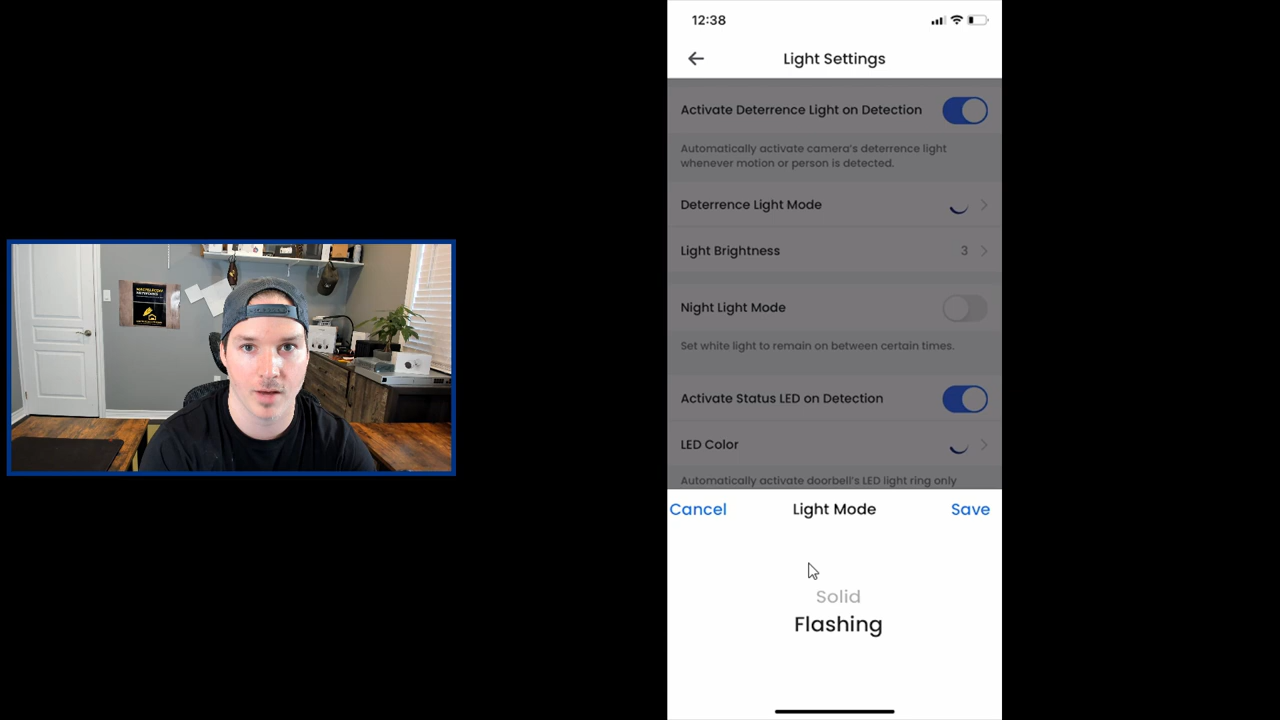 12:38
Light Settings
Activate Deterrence Light on Detection
Automatically activate camera's deterrence light
whenever motion or person is detected.
Deterrence Light Mode
Light Brightness 3
Night Light Mode
Set white light to remain on between certain times.
Activate Status LED on Detection
LED Color
Automatically activate doorbell's LED light ring only
Cancel Light Mode Save
Solid
Flashing